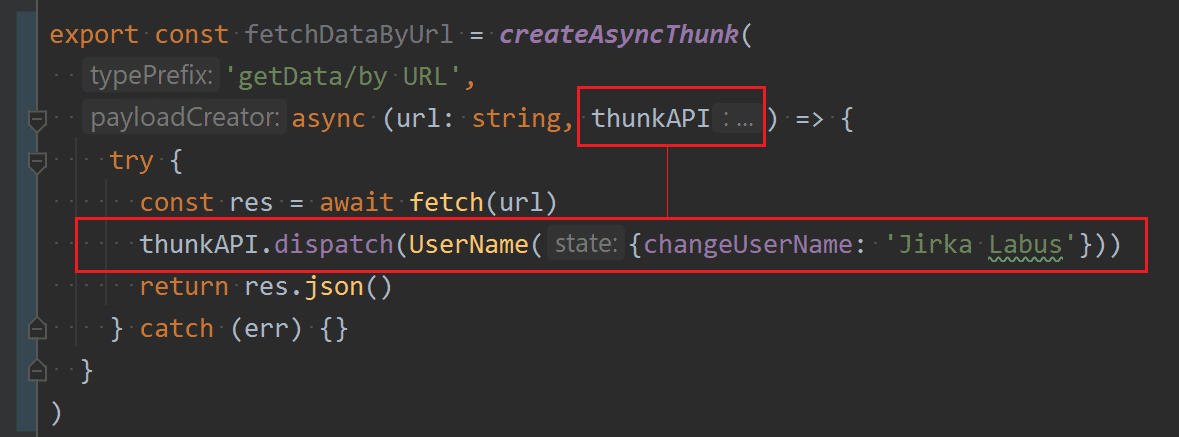 export const fetchDataByUrl = createAsyncThunk(
typePrefix: 'getData/by URL',
payloadCreator: async (url: string, thunkAPI : ... ) => {
try {
const res = await fetch(url)
thunkAPI.dispatch(UserName( state: {changeUserName: 'Jirka Labus'}))
return res.json()
} catch (err) {}
}
)